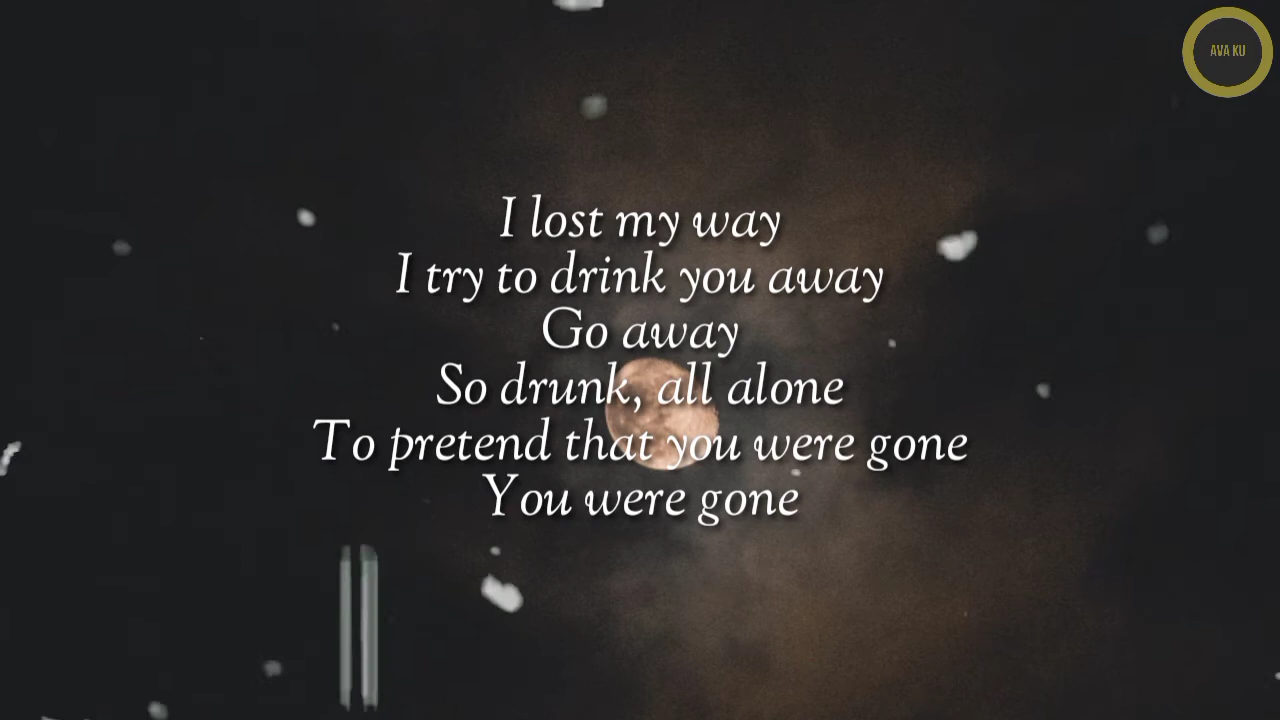 AVA KU
I lost my way
I try to drink you away
Go away
So drunk, all alone
To pretend that you were gone
You were gone